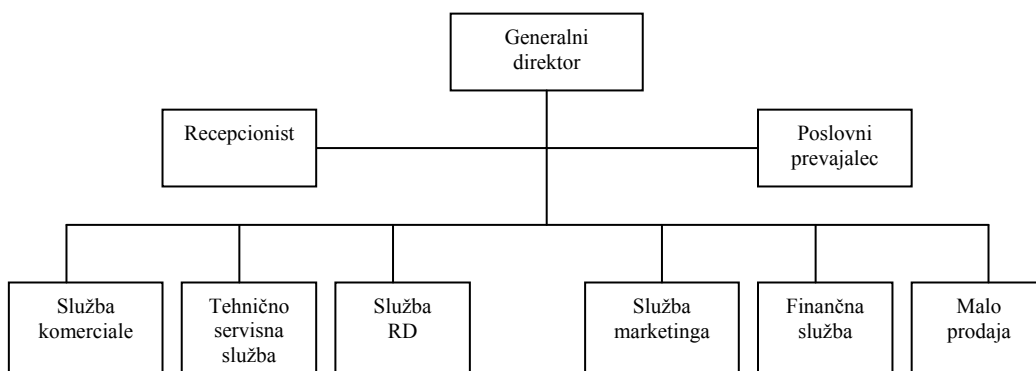 Generalni
direktor
Recepcionist
Poslovni
prevajalec
Služba
komerciale
Tehnično
servisna
služba
Služba
RD
Služba
marketinga
Finančna
služba
Malo
prodaja